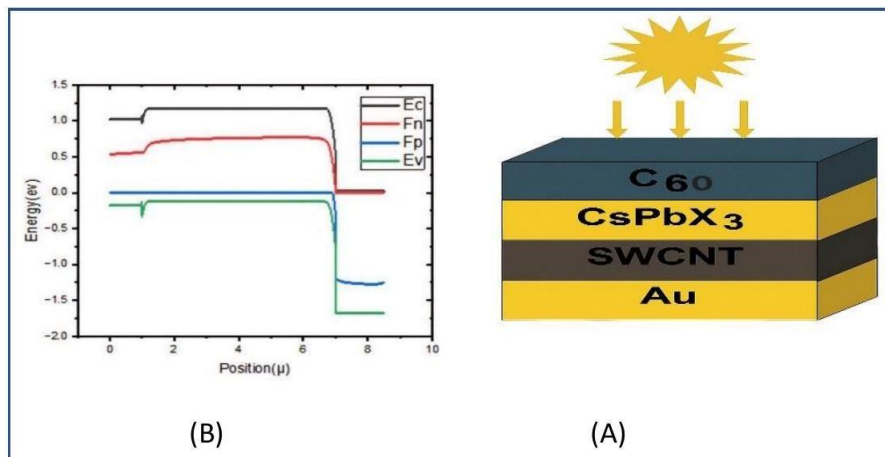 1.5
1.0
0.5
0.0
−0.5
−1.0
−1.5
−2.0
Energy(ev)
Ec
Fn
Fp
Ev
0 2 4 6 8 10
Position(μ)
(B)
C60
CsPbX3
SWCNT
Au
(A)